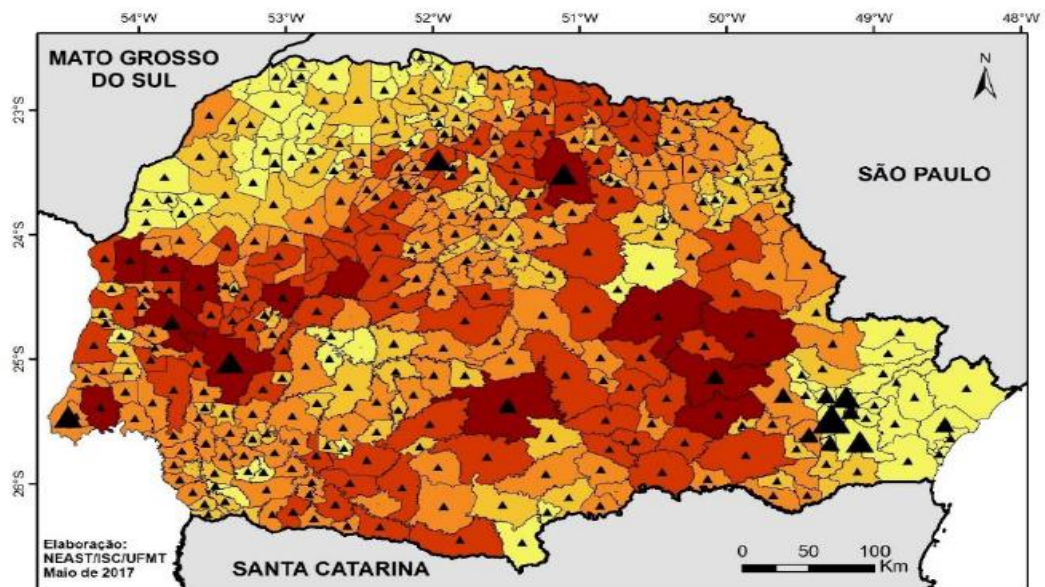 54°W 53°W 52°W 51°W 50°W 49°W 48°W
MATO GROSSO
DO SUL
N
23°S
SÃO PAULO
24°S
25°S
26°S
Elaboração:
NEAST/ISC/UFMT
Maio de 2017
SANTA CATARINA
0 50 100
Km